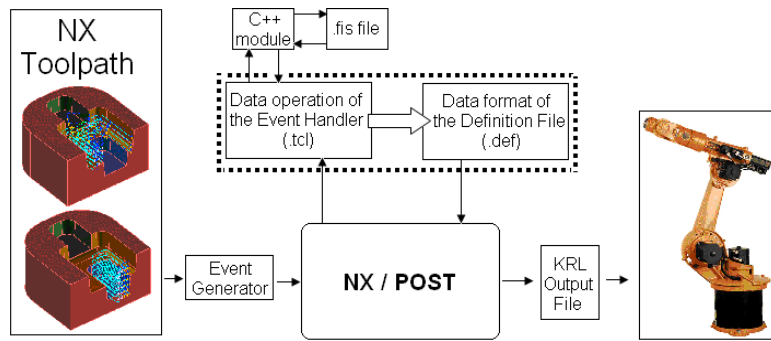 NX
Toolpath
C++
module
.fis file
Data operation of
the Event Handler
(.tcl)
Data format of
the Definition File
(.def)
Event
Generator
NX / POST
KRL
Output
File